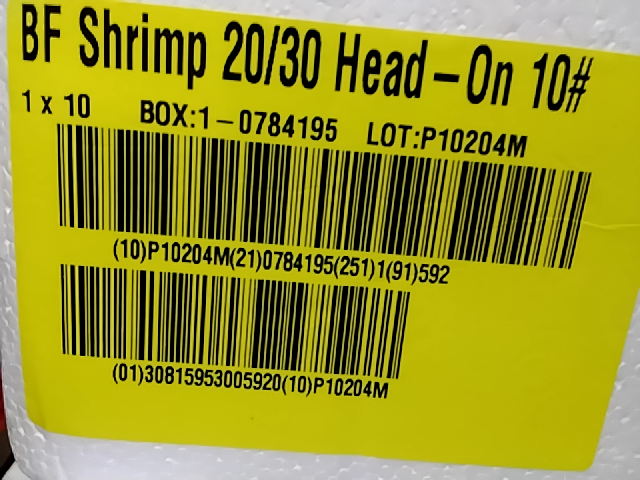 BF Shrimp 20/30 Head-On 10#
1 x 10 BOX:1-0784195 LOT:P10204M
(10)P10204M(21)0784195(251)1(91)592
(01)30815953005920(10)P10204M